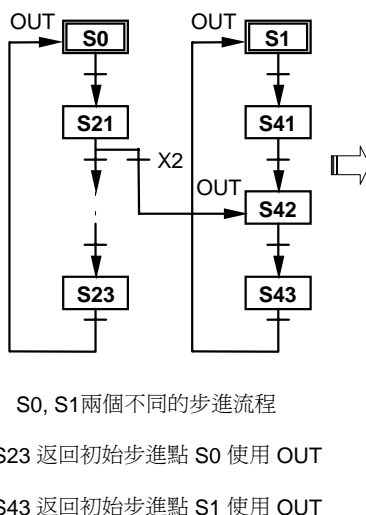 OUT OUT
S0 S1
S21 S41
X2
OUT
S42
S23 S43
S0, S1兩個不同的步進流程
S23 返回初始步進點 S0 使用 OUT
S43 返回初始步進點 S1 使用 OUT